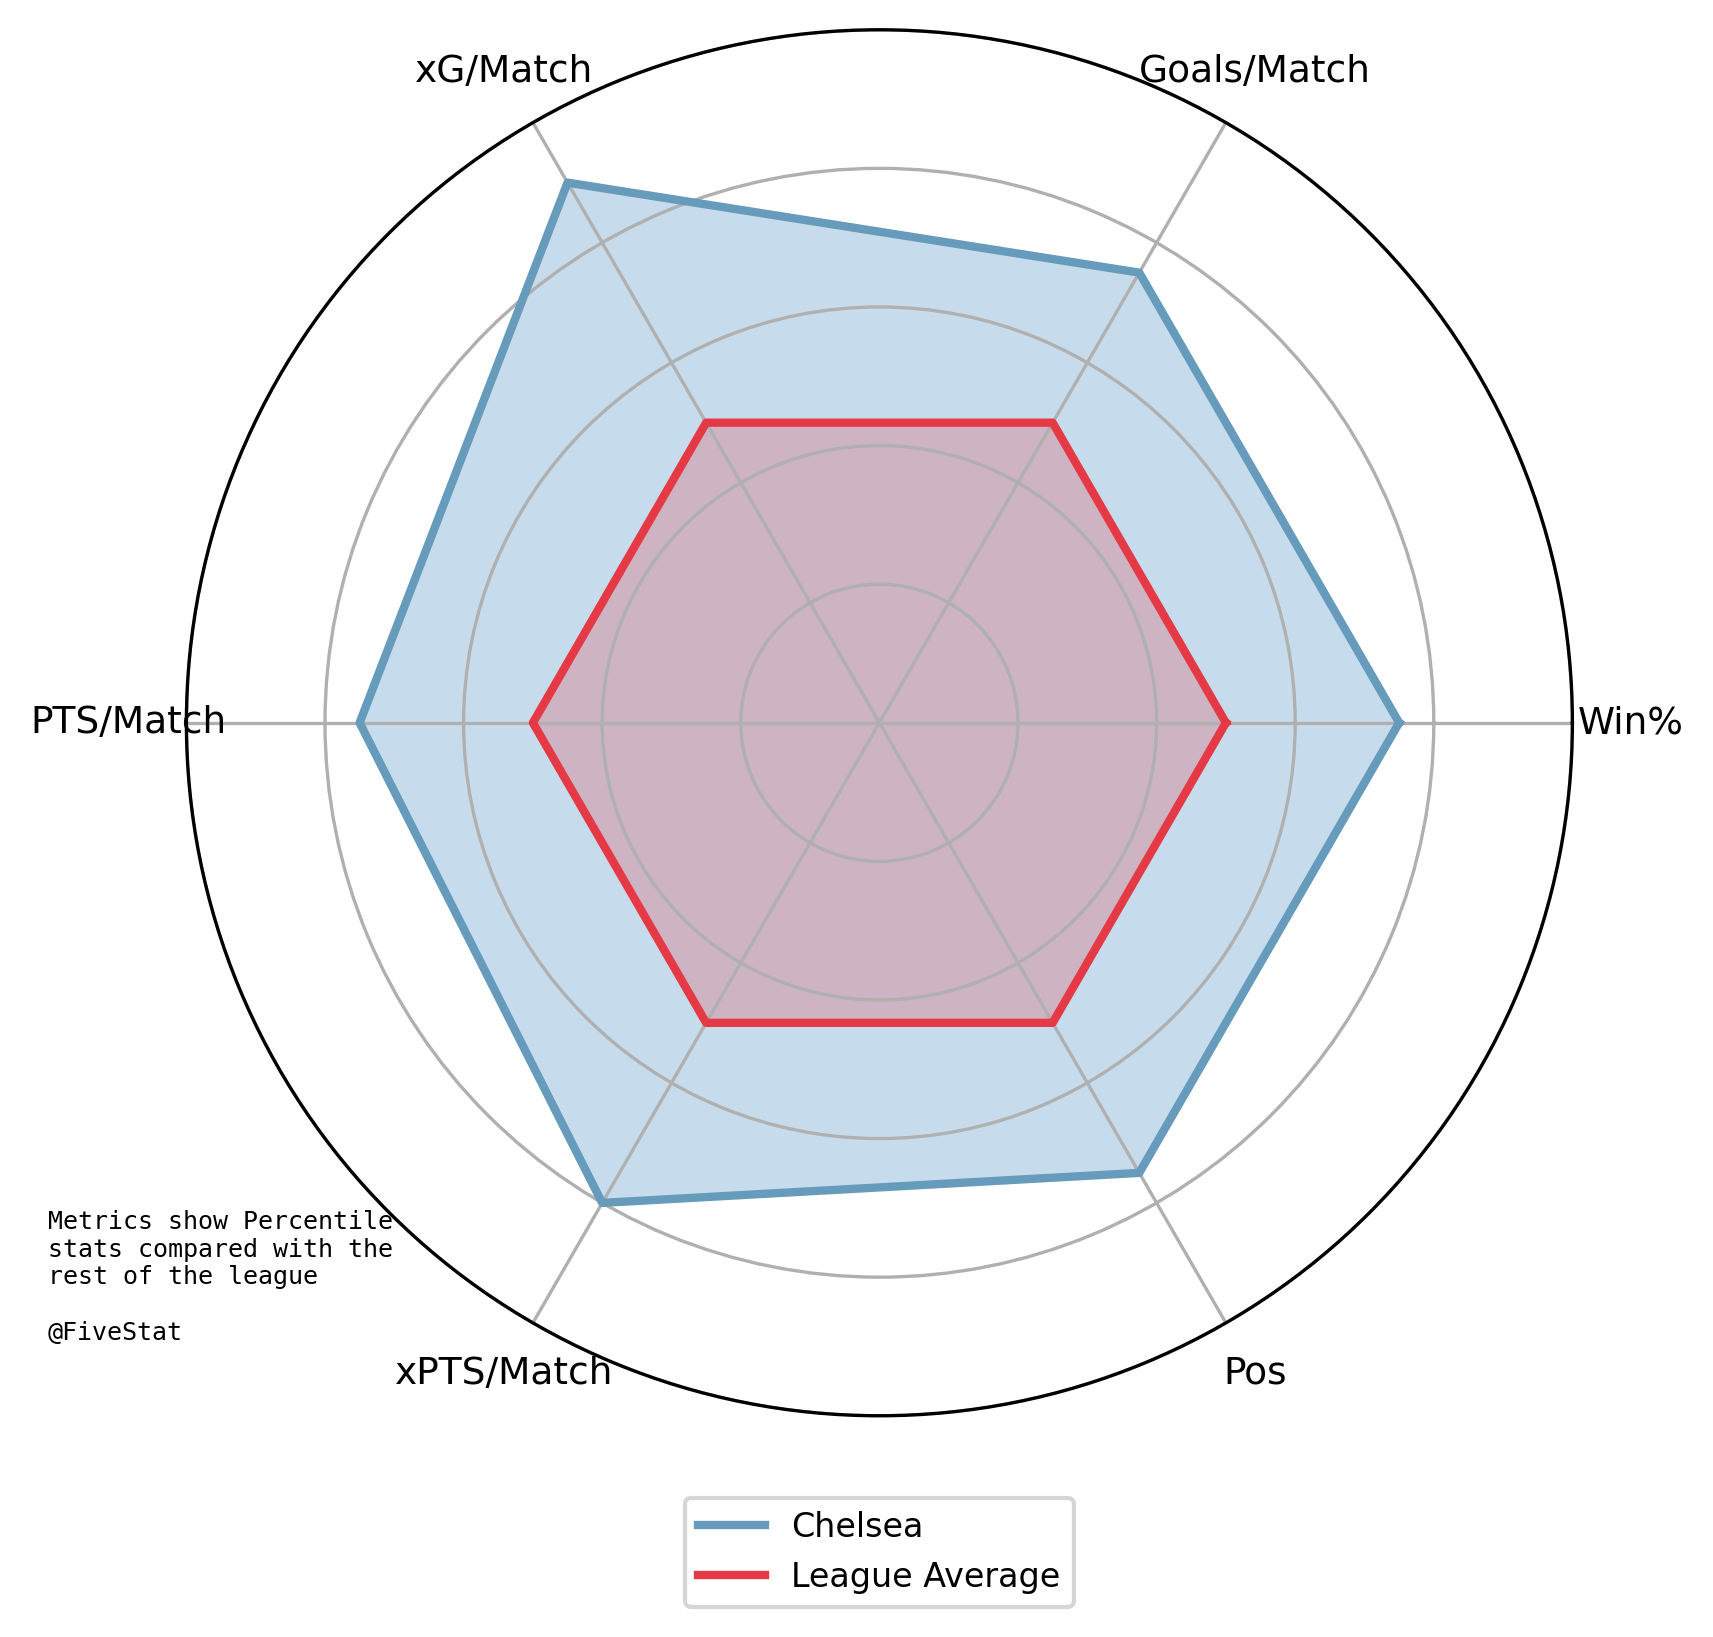 xG/Match
Goals/Match
PTS/Match
Win%
Metrics show Percentile
stats compared with the
rest of the league
@FiveStat
xPTS/Match
Pos
Chelsea
League Average